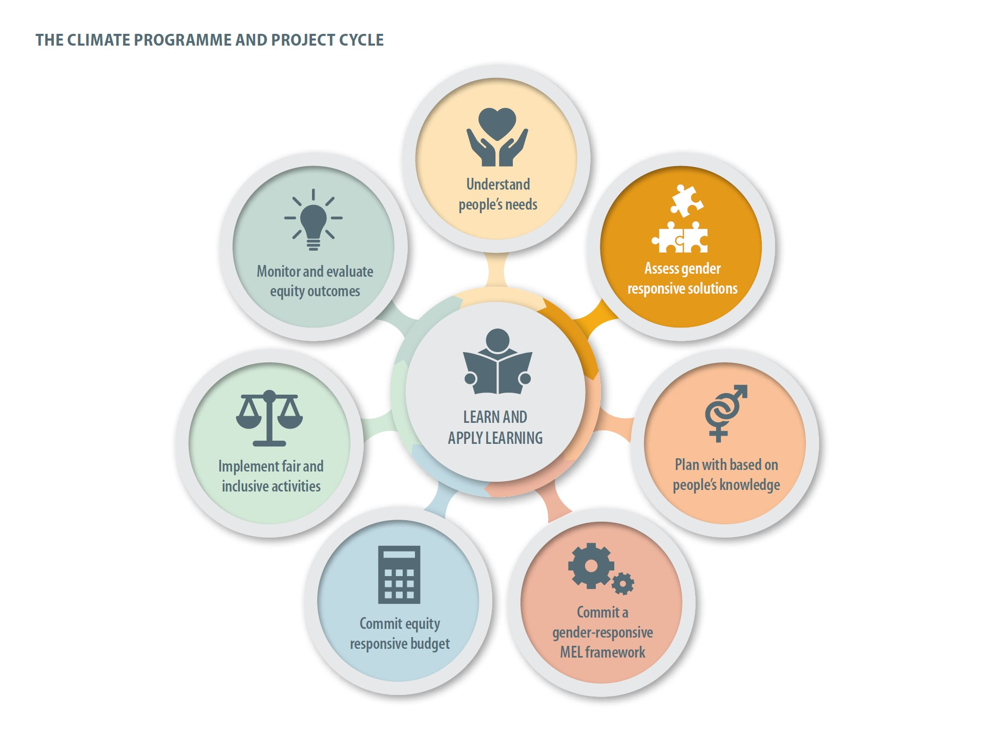 THE CLIMATE PROGRAMME AND PROJECT CYCLE
Understand
people's needs
Assess gender
responsive solutions
Plan with based on
people's knowledge
Commit a
gender-responsive
MEL framework
Commit equity
responsive budget
Implement fair and
inclusive activities
Monitor and evaluate
equity outcomes
LEARN AND
APPLY LEARNING